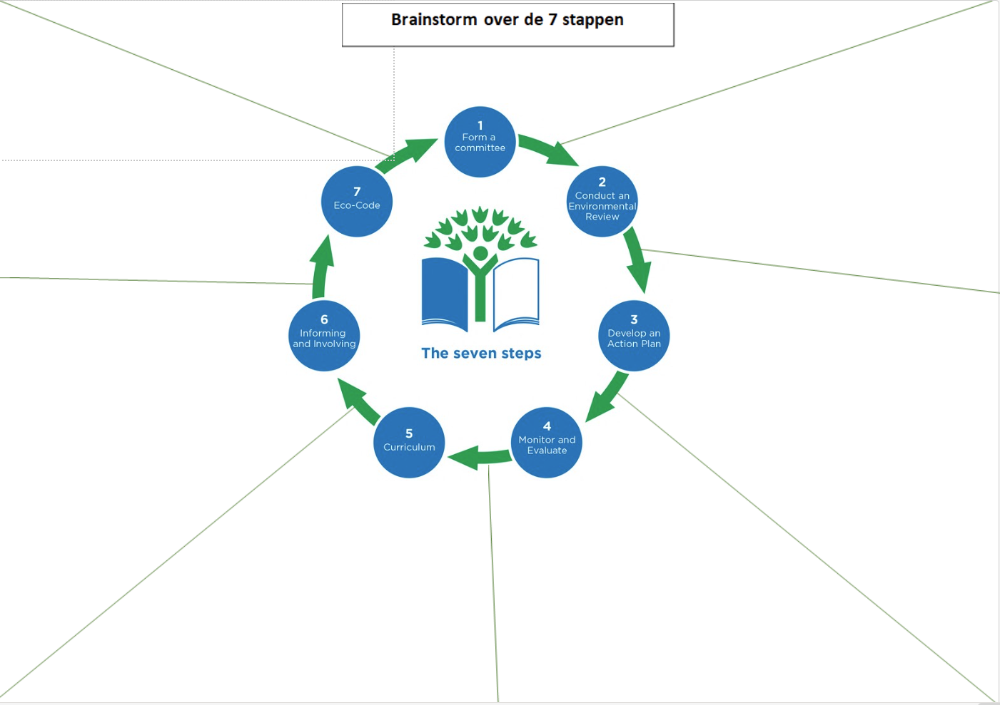 Brainstorm over de 7 stappen
1
Form a
committee
2
Conduct an
Environmental
Review
3
Develop an
Action Plan
4
Monitor and
Evaluate
5
Curriculum
6
Informing
and Involving
7
Eco-Code
The seven steps